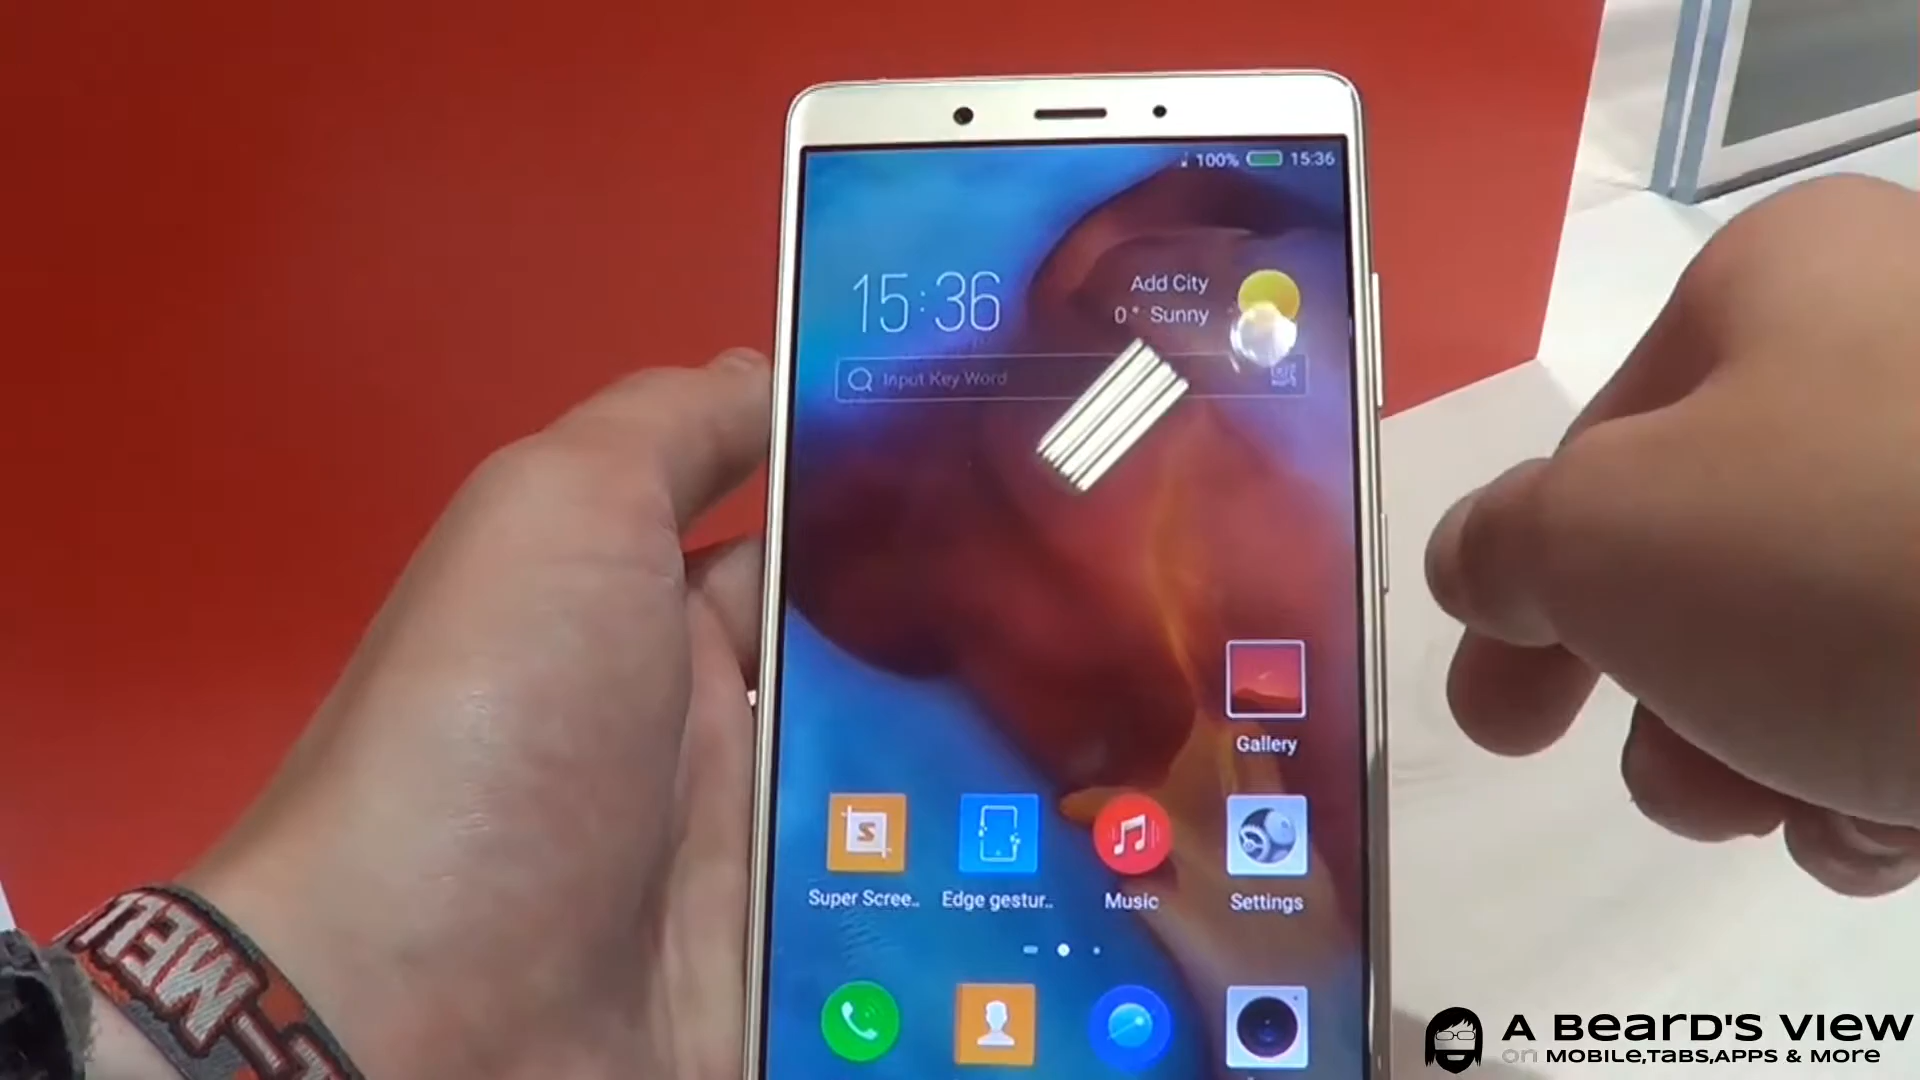 100% 15:36
15:36
Add City
0° Sunny
Input Key Word
Gallery
Super Scree..
Edge gestur..
Music
Settings
A BEARD'S VIEW
on MOBILE,TABS,APPS & MORE